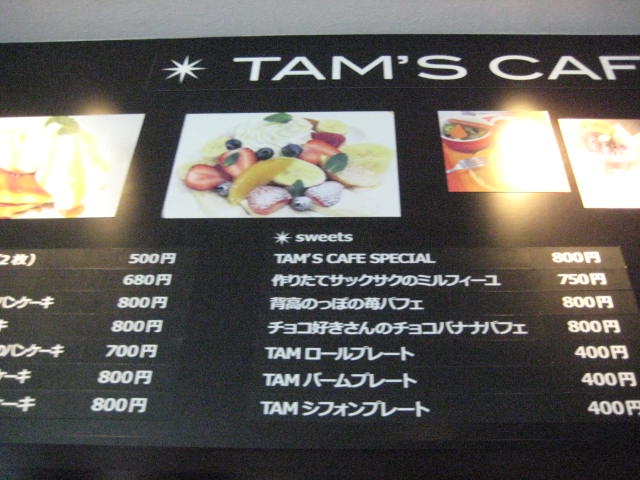 TAM'S CAF
2枚) 500円
680円
パンケーキ 800円
キ 800円
のパンケーキ 700円
ケーキ 800円
ケーキ 800円
sweets
TAM'S CAFE SPECIAL 800円
作りたてサックサクのミルフィーユ 750円
背高のっぽの苺パフェ 800円
チョコ好きさんのチョコバナナパフェ 800円
TAM ロールプレート 400円
TAM バームプレート 400円
TAM シフォンプレート 400円